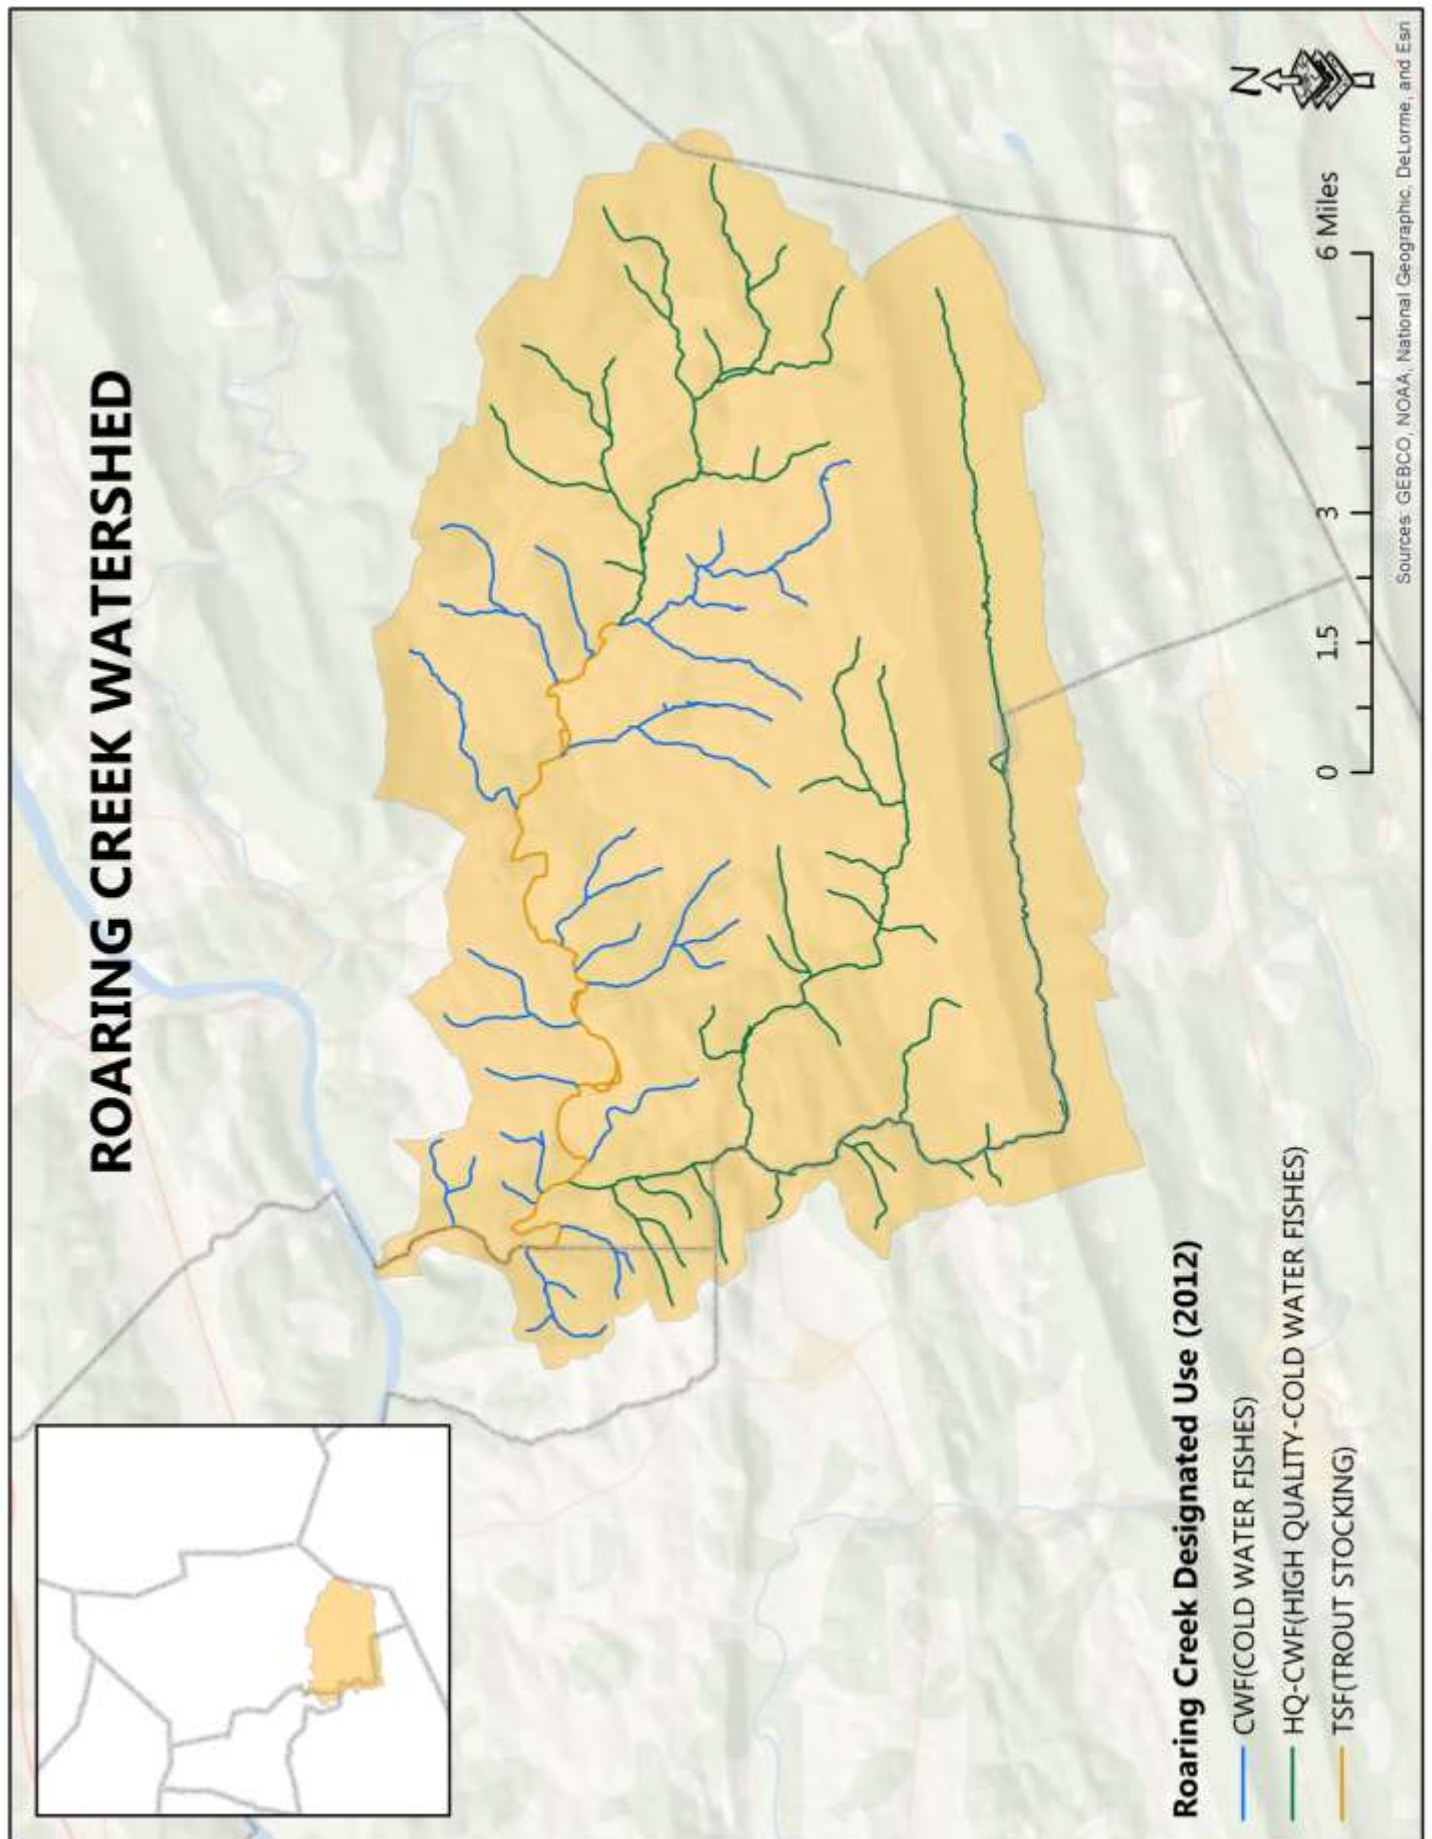 ROARING CREEK WATERSHED
N
Roaring Creek Designated Use (2012)
CWF(COLD WATER FISHES)
HQ-CWF(HIGH QUALITY-COLD WATER FISHES)
TSF(TROUT STOCKING)
0 1.5 3 6 Miles
Sources: GEBCO, NOAA, National Geographic, DeLorme, and Esri